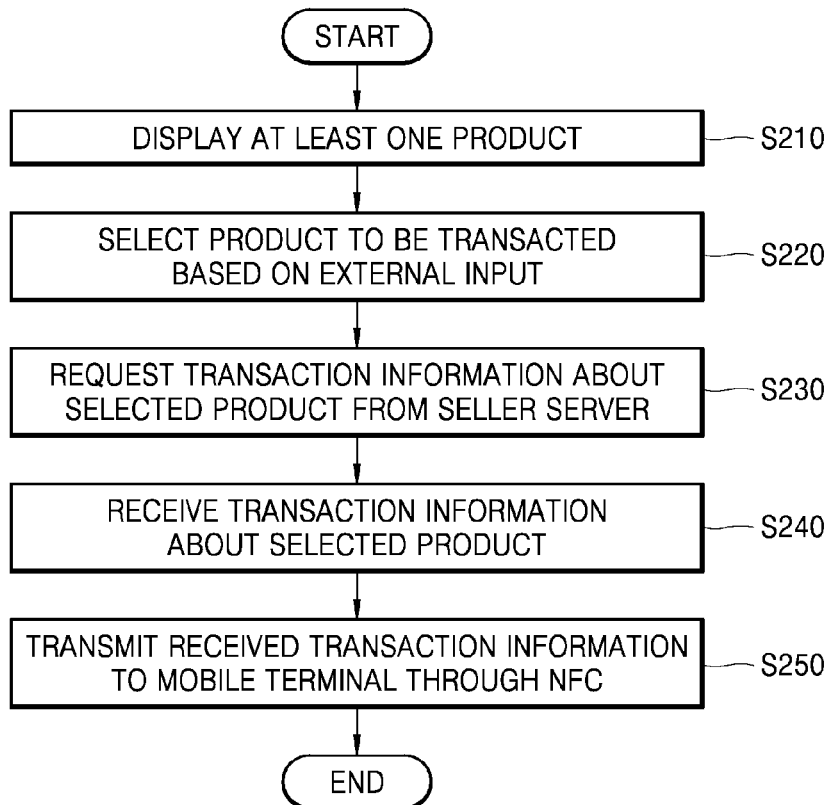 START
DISPLAY AT LEAST ONE PRODUCT
S210
SELECT PRODUCT TO BE TRANSACTED
BASED ON EXTERNAL INPUT
S220
REQUEST TRANSACTION INFORMATION ABOUT
SELECTED PRODUCT FROM SELLER SERVER
S230
RECEIVE TRANSACTION INFORMATION
ABOUT SELECTED PRODUCT
S240
TRANSMIT RECEIVED TRANSACTION INFORMATION
TO MOBILE TERMINAL THROUGH NFC
S250
END